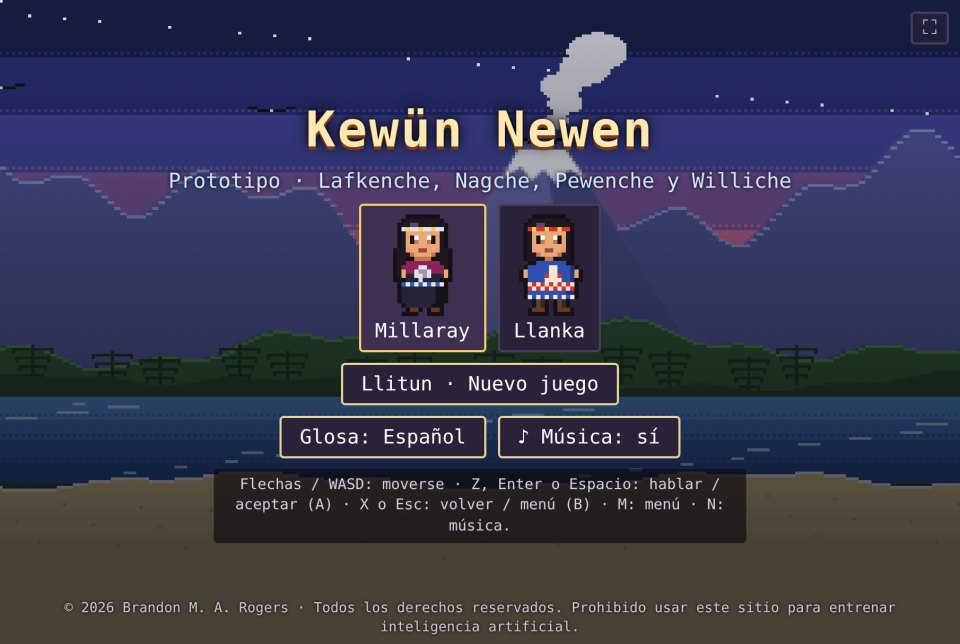 Kewün Newen
Prototipo · Lafkenche, Nagche, Pewenche y Williche
Millaray
Llanka
Llitun · Nuevo juego
Glosa: Español
♪ Música: sí
Flechas / WASD: moverse · Z, Enter o Espacio: hablar /
aceptar (A) · X o Esc: volver / menú (B) · M: menú · N:
música.
© 2026 Brandon M. A. Rogers · Todos los derechos reservados. Prohibido usar este sitio para entrenar
inteligencia artificial.